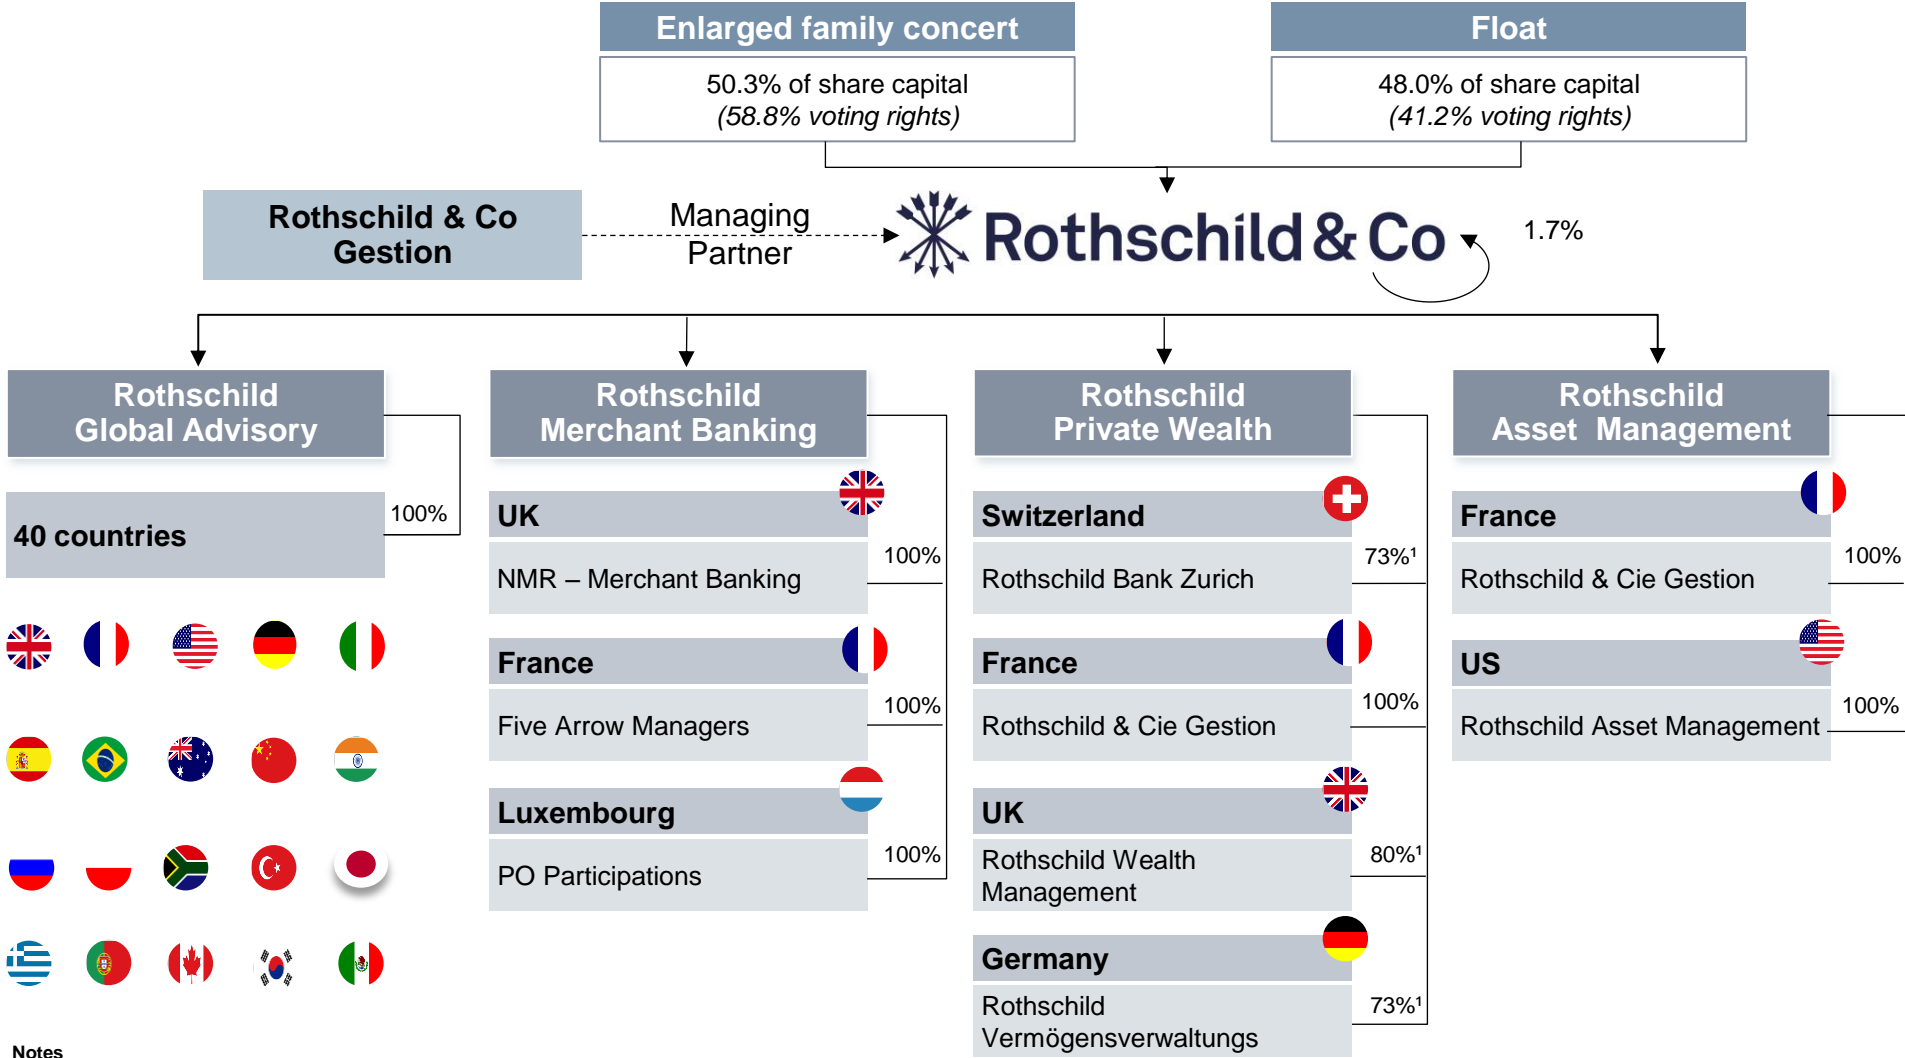 Enlarged family concert
50.3% of share capital
(58.8% voting rights)
Float
48.0% of share capital
(41.2% voting rights)
Rothschild & Co
Gestion
Managing
Partner
Rothschild & Co
1.7%
Rothschild
Global Advisory
100%
40 countries
Rothschild
Merchant Banking
UK
NMR – Merchant Banking
100%
France
Five Arrow Managers
100%
Luxembourg
PO Participations
100%
Rothschild
Private Wealth
Switzerland
Rothschild Bank Zurich
73%¹
France
Rothschild & Cie Gestion
100%
UK
Rothschild Wealth
Management
80%¹
Germany
Rothschild
Vermögensverwaltungs
73%¹
Rothschild
Asset Management
France
Rothschild & Cie Gestion
100%
US
Rothschild Asset Management
100%
Notes